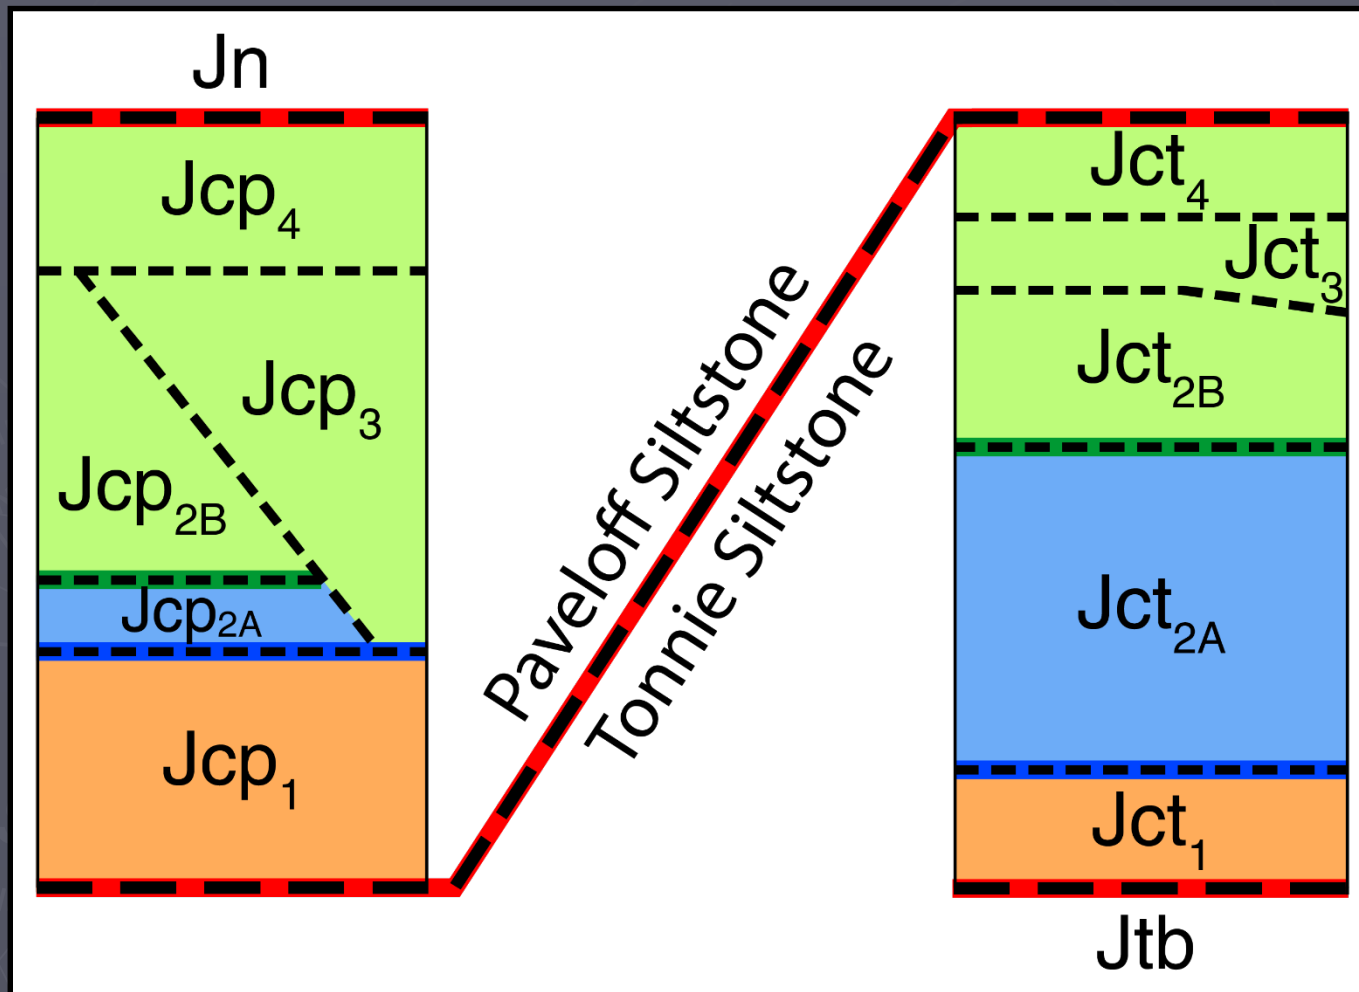 Jn
Jcp4
Jcp3
Jcp2B
Jcp2A
Jcp1
Paveloff Siltstone
Tonnie Siltstone
Jct4
Jct3
Jct2B
Jct2A
Jct1
Jtb